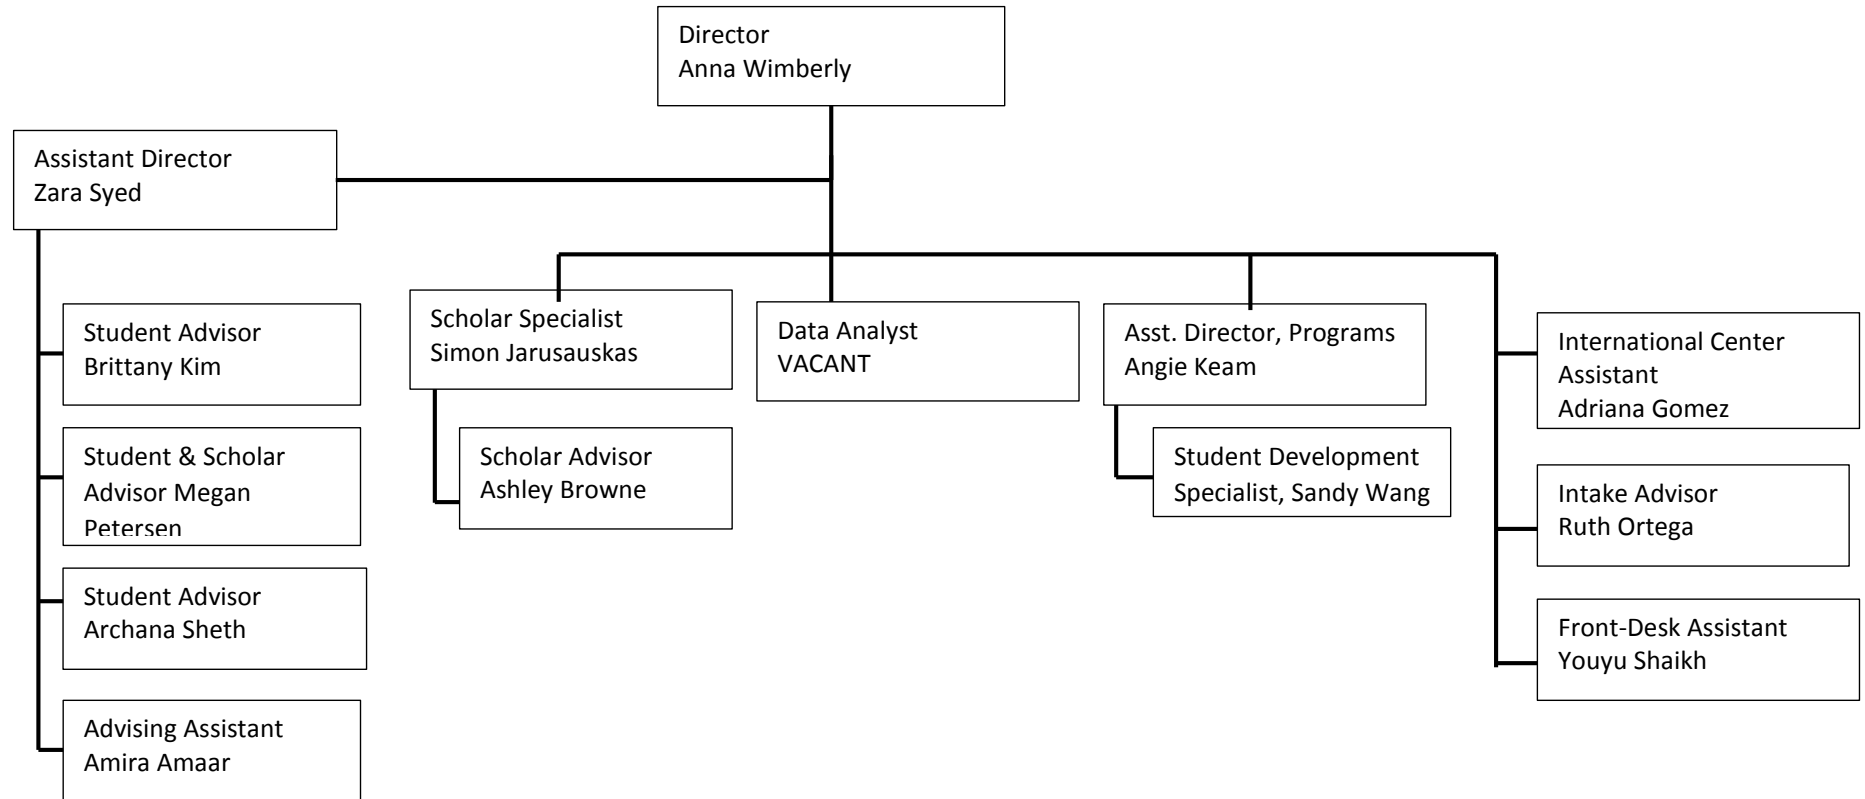 Director
Anna Wimberly
Assistant Director
Zara Syed
Student Advisor
Brittany Kim
Student & Scholar
Advisor Megan
Petersen
Student Advisor
Archana Sheth
Advising Assistant
Amira Amaar
Scholar Specialist
Simon Jarusauskas
Scholar Advisor
Ashley Browne
Data Analyst
VACANT
Asst. Director, Programs
Angie Keam
Student Development
Specialist, Sandy Wang
International Center
Assistant
Adriana Gomez
Intake Advisor
Ruth Ortega
Front-Desk Assistant
Youyu Shaikh